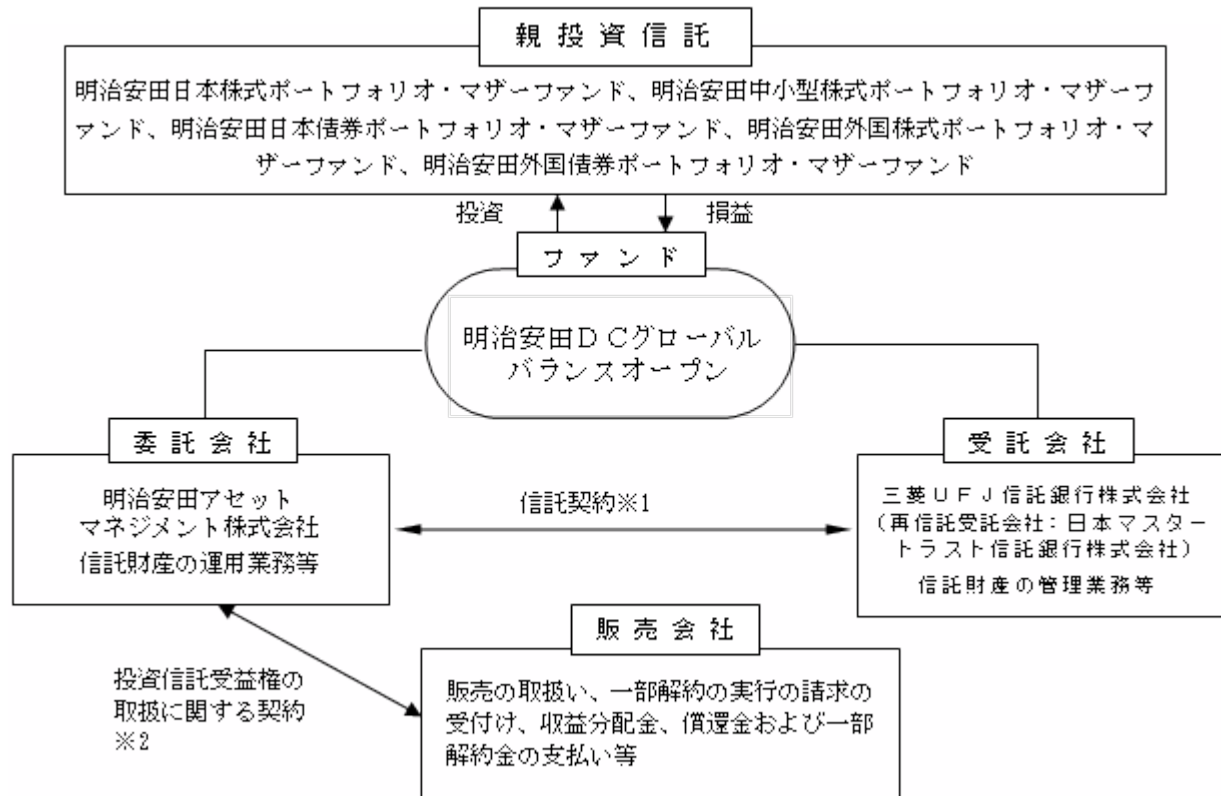 親投資信託
明治安田日本株式ポートフォリオ・マザーファンド、明治安田中小型株式ポートフォリオ・マザーフ
ァンド、明治安田日本債券ポートフォリオ・マザーファンド、明治安田外国株式ポートフォリオ・マ
ザーファンド、明治安田外国債券ポートフォリオ・マザーファンド
投資
損益
ファンド
明治安田DCグローバル
バランスオープン
委託会社
明治安田アセット
マネジメント株式会社
信託財産の運用業務等
信託契約※1
受託会社
三菱UFJ信託銀行株式会社
（再信託受託会社：日本マスター
トラスト信託銀行株式会社）
信託財産の管理業務等
投資信託受益権の
取扱に関する契約
※2
販売会社
販売の取扱い、一部解約の実行の請求の
受付け、収益分配金、償還金および一部
解約金の支払い等